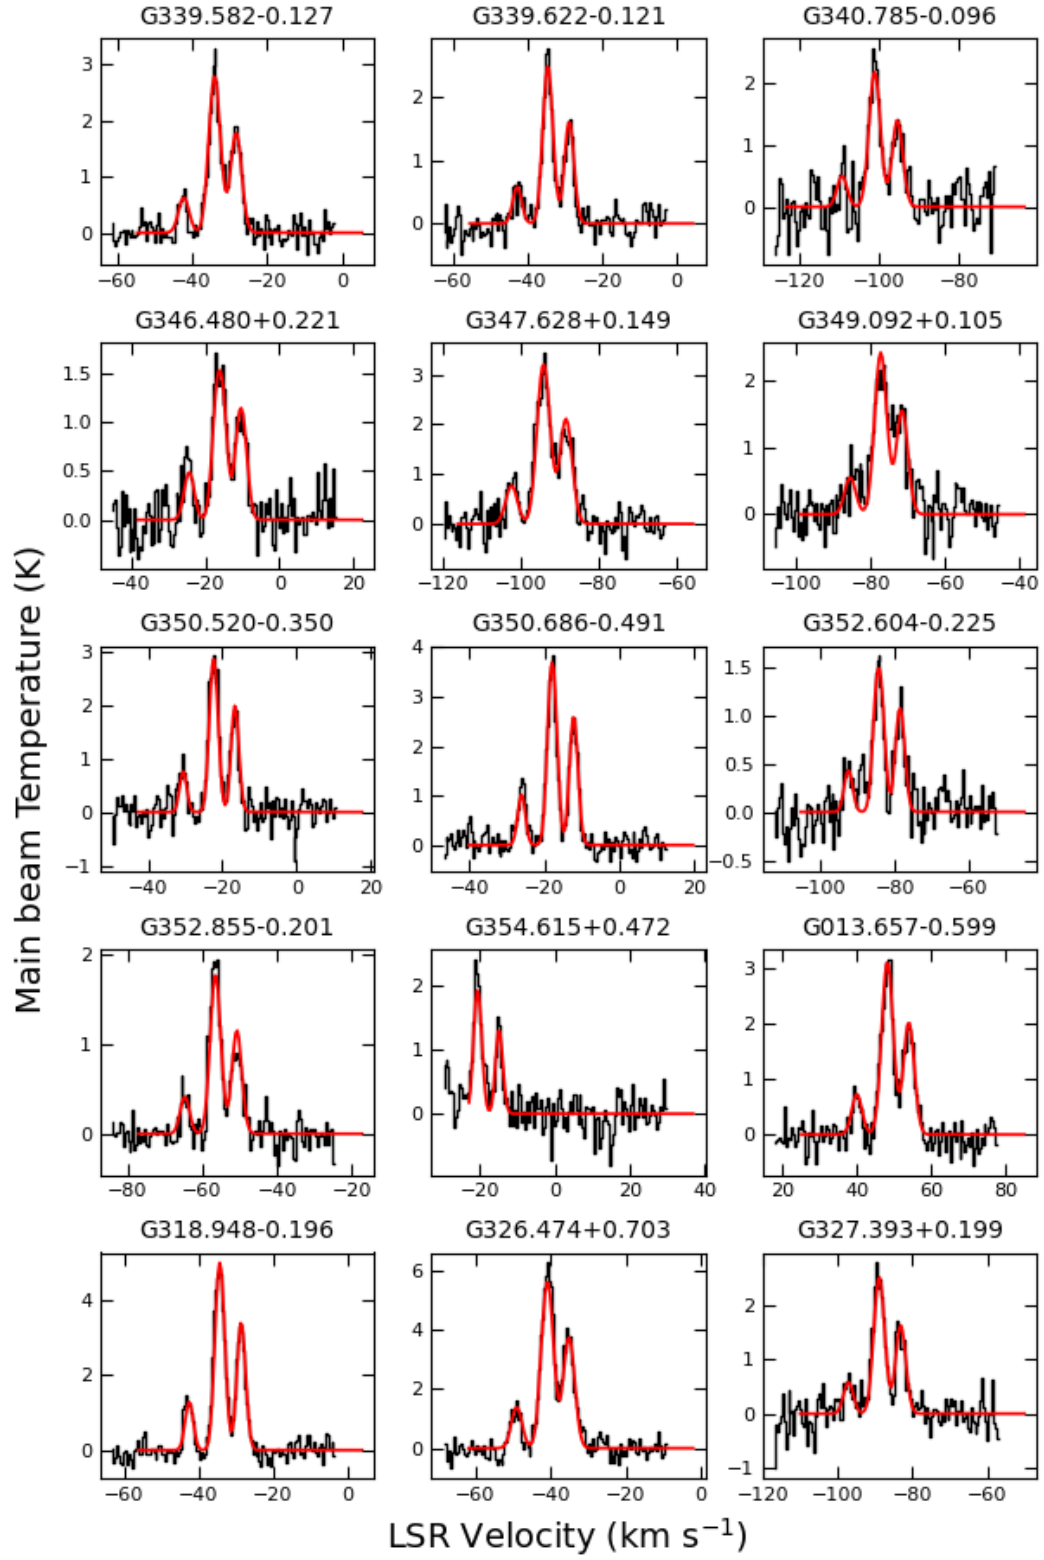 G339.582-0.127 G339.622-0.121 G340.785-0.096
3 2 1 0
−60 −40 −20 0
2 1 0
−60 −40 −20 0
2 1 0
−120 −100 −80
G346.480+0.221 G347.628+0.149 G349.092+0.105
1.5 1.0 0.5 0.0
−40 −20 0 20
3 2 1 0
−120 −100 −80 −60
2 1 0
−100 −80 −60 −40
Main beam Temperature (K)
G350.520-0.350 G350.686-0.491 G352.604-0.225
3 2 1 0 −1
−40 −20 0 20
4 3 2 1 0
−40 −20 0 20
1.5 1.0 0.5 0.0 −0.5
−100 −80 −60
G352.855-0.201 G354.615+0.472 G013.657-0.599
2 1 0
−80 −60 −40 −20
2 1 0
−20 0 20 40
3 2 1 0
20 40 60 80
G318.948-0.196 G326.474+0.703 G327.393+0.199
4 2 0
−60 −40 −20 0
6 4 2 0
−60 −40 −20 0
2 1 0 −1
−120 −100 −80 −60
LSR Velocity (km s⁻¹)